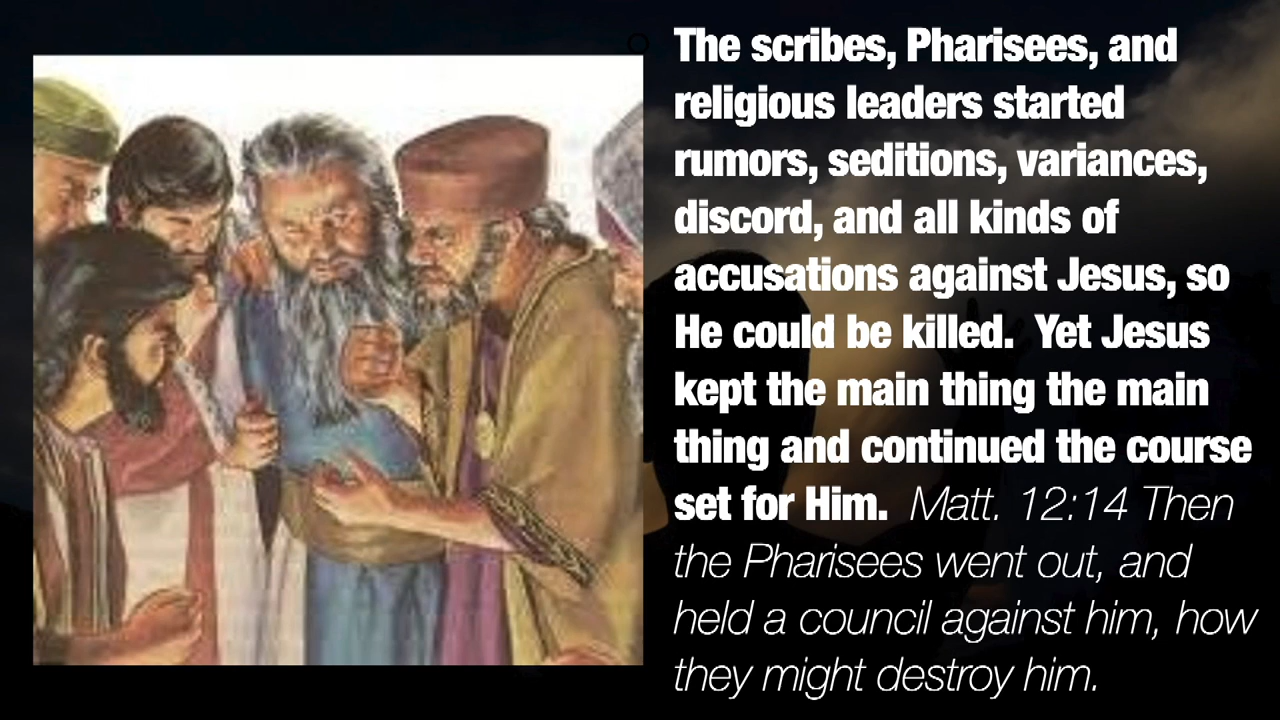 The scribes, Pharisees, and
religious leaders started
rumors, seditions, variances,
discord, and all kinds of
accusations against Jesus, so
He could be killed.  Yet Jesus
kept the main thing the main
thing and continued the course
set for Him.  Matt. 12:14 Then
the Pharisees went out, and
held a council against him, how
they might destroy him.